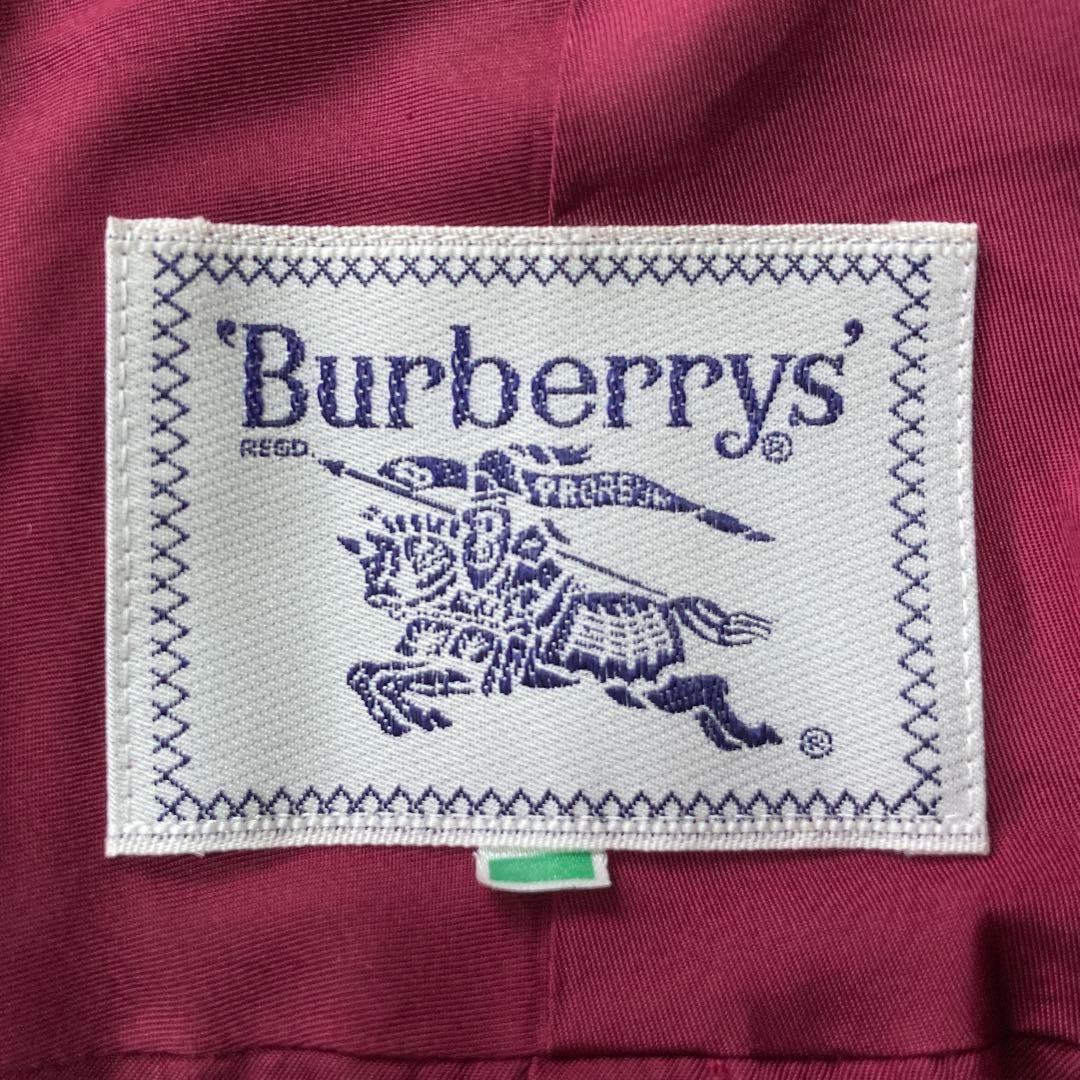 'Burberrys'
REGD. ®
PRORSUM
®